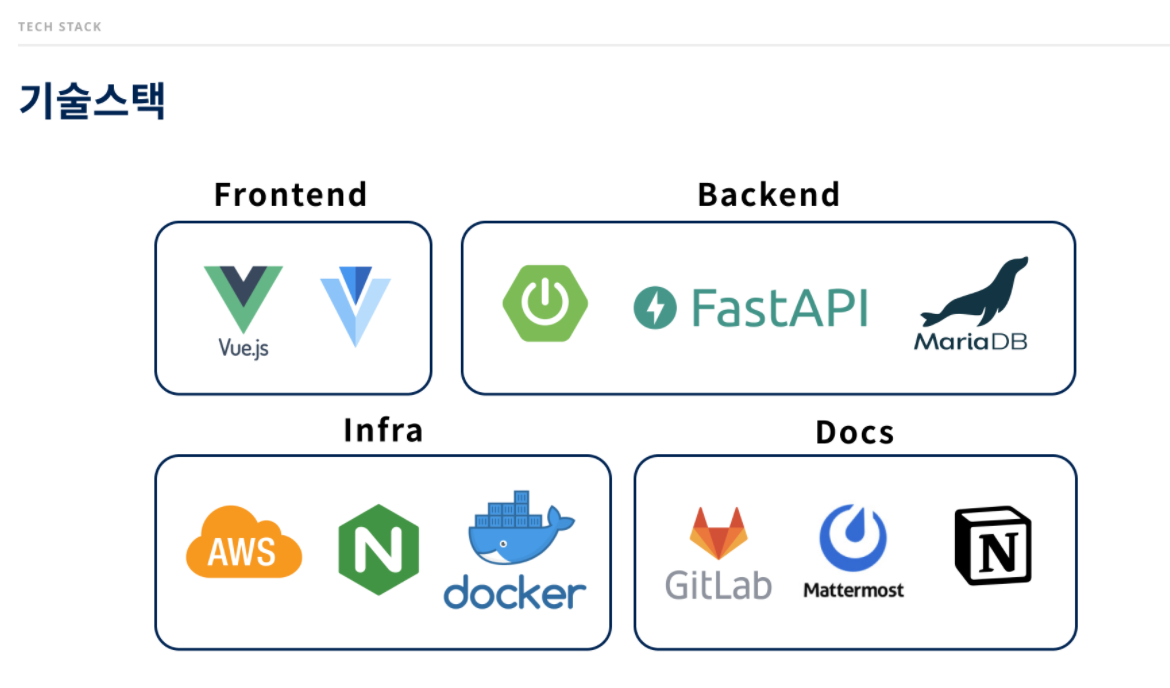 TECH STACK
기술스택
Frontend
Backend
Vue.js
FastAPI
MariaDB
Infra
Docs
AWS
N
docker
GitLab
Mattermost
N